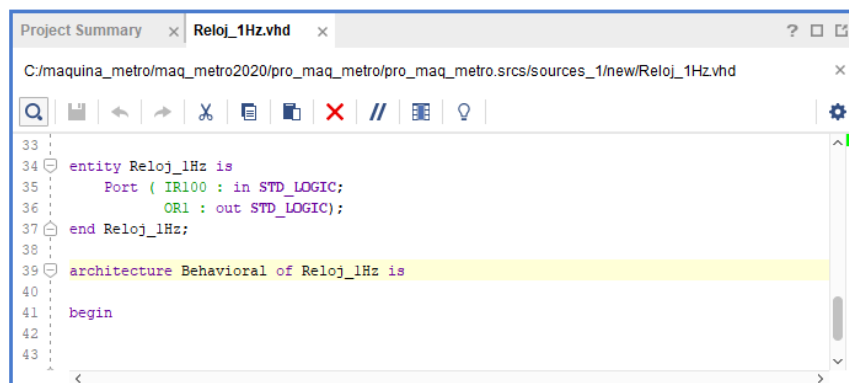 Project Summary × Reloj_1Hz.vhd ×
C:/maquina_metro/maq_metro2020/pro_maq_metro/pro_maq_metro.srcs/sources_1/new/Reloj_1Hz.vhd
33
34 entity Reloj_1Hz is
35 Port ( IR100 : in STD_LOGIC;
36 OR1 : out STD_LOGIC);
37 end Reloj_1Hz;
38
39 architecture Behavioral of Reloj_1Hz is
40
41 begin
42
43